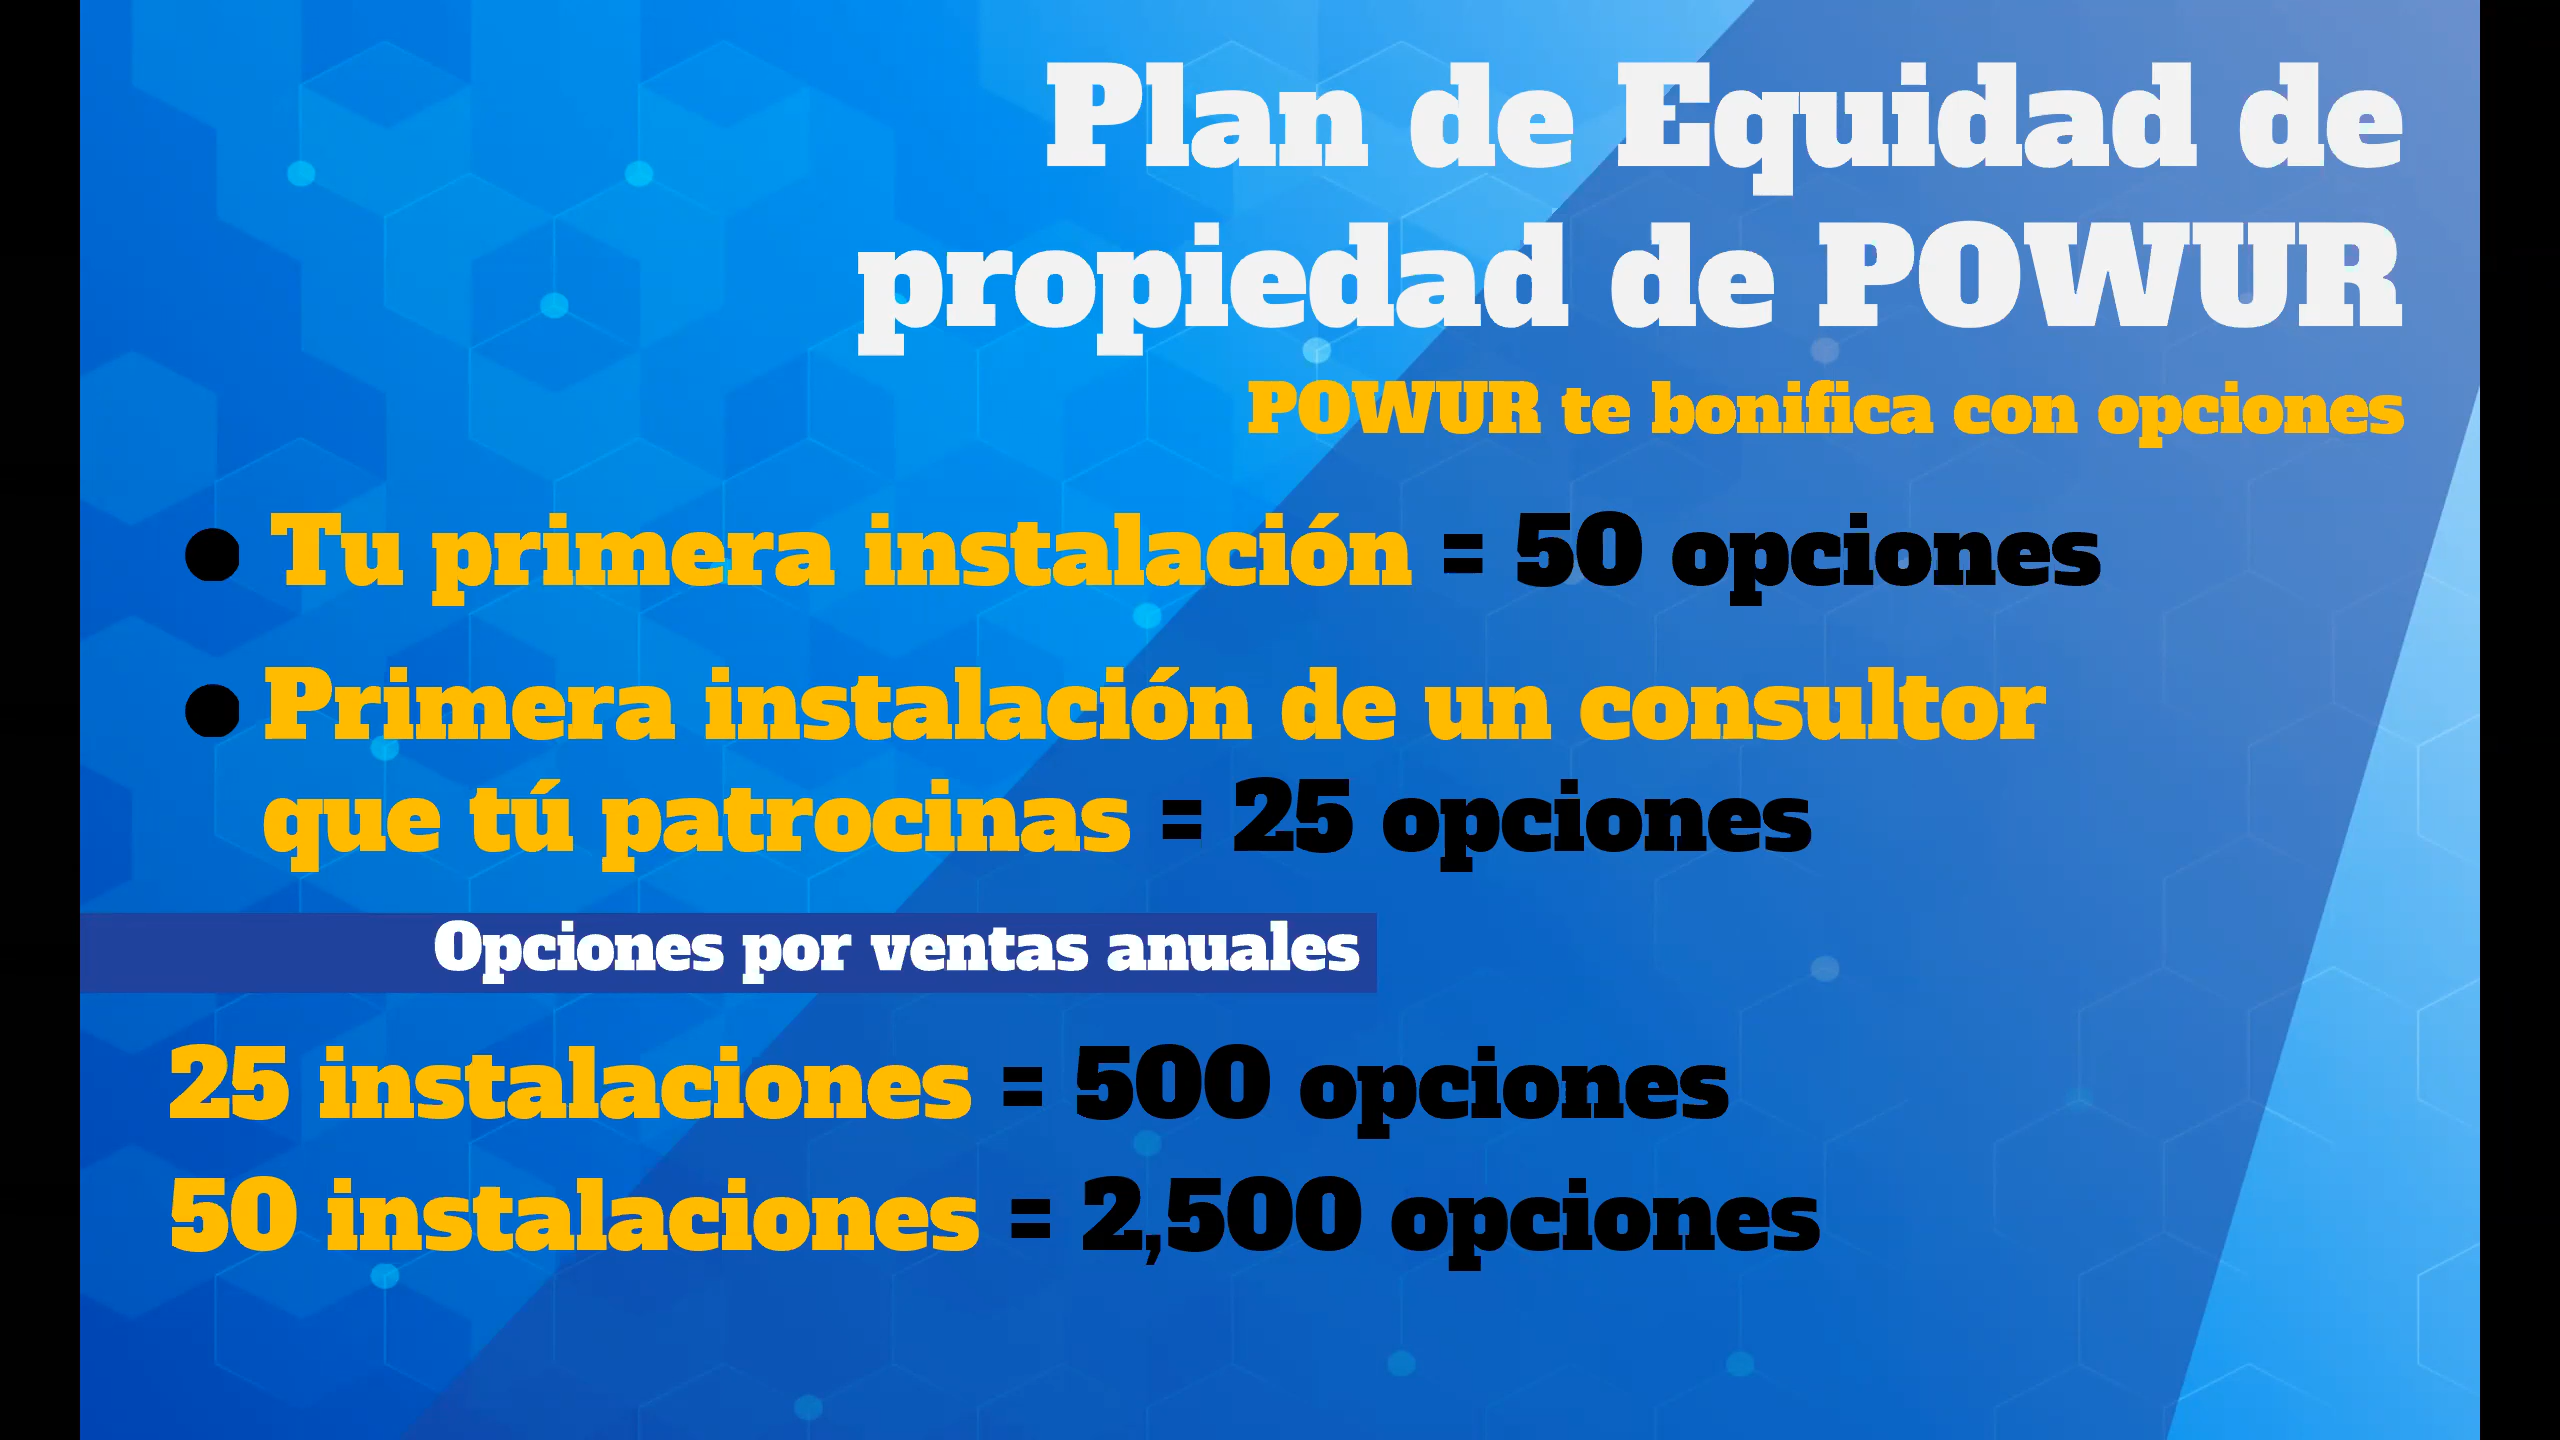 Plan de Equidad de
propiedad de POWUR
POWUR te bonifica con opciones
● Tu primera instalación = 50 opciones
● Primera instalación de un consultor
que tú patrocinas = 25 opciones
Opciones por ventas anuales
25 instalaciones = 500 opciones
50 instalaciones = 2,500 opciones